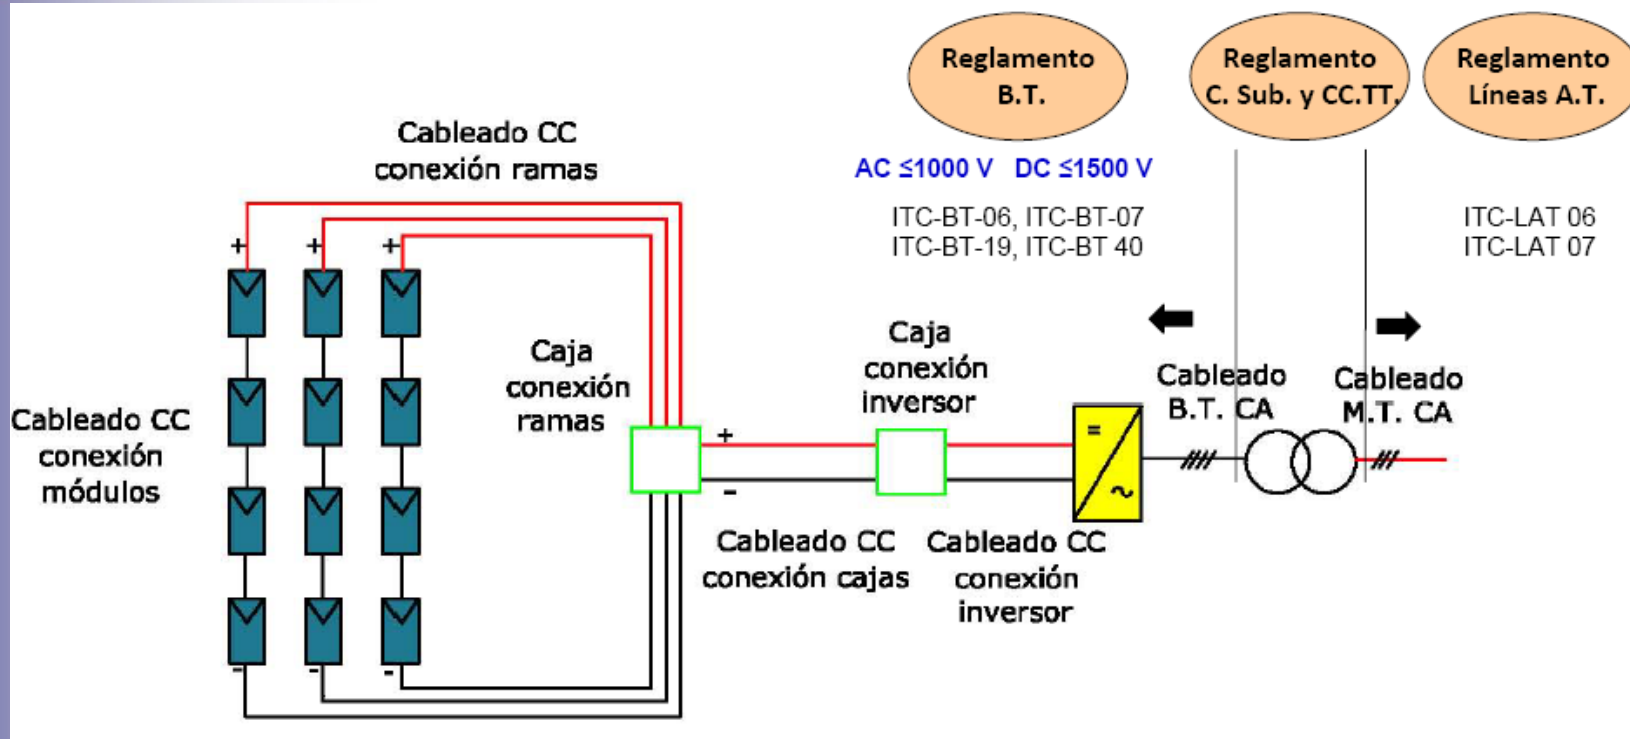 Reglamento
B.T.
Reglamento
C. Sub. y CC.TT.
Reglamento
Líneas A.T.
AC ≤1000 V DC ≤1500 V
ITC-BT-06, ITC-BT-07
ITC-BT-19, ITC-BT 40
ITC-LAT 06
ITC-LAT 07
Cableado CC
conexión ramas
+
+
+
Caja
conexión
ramas
Cableado CC
conexión
módulos
-
-
-
+
-
Caja
conexión
inversor
=
~
Cableado
B.T. CA
Cableado
M.T. CA
Cableado CC
conexión cajas
Cableado CC
conexión
inversor